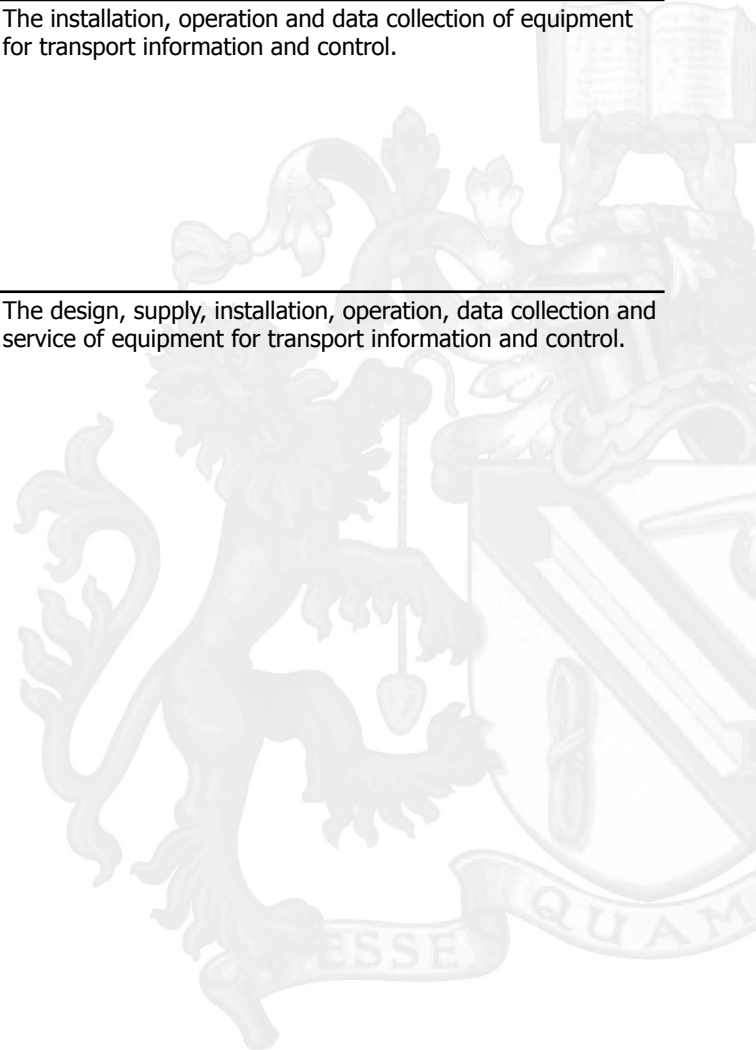 The installation, operation and data collection of equipment
for transport information and control.
The design, supply, installation, operation, data collection and
service of equipment for transport information and control.
ESSE QUAM